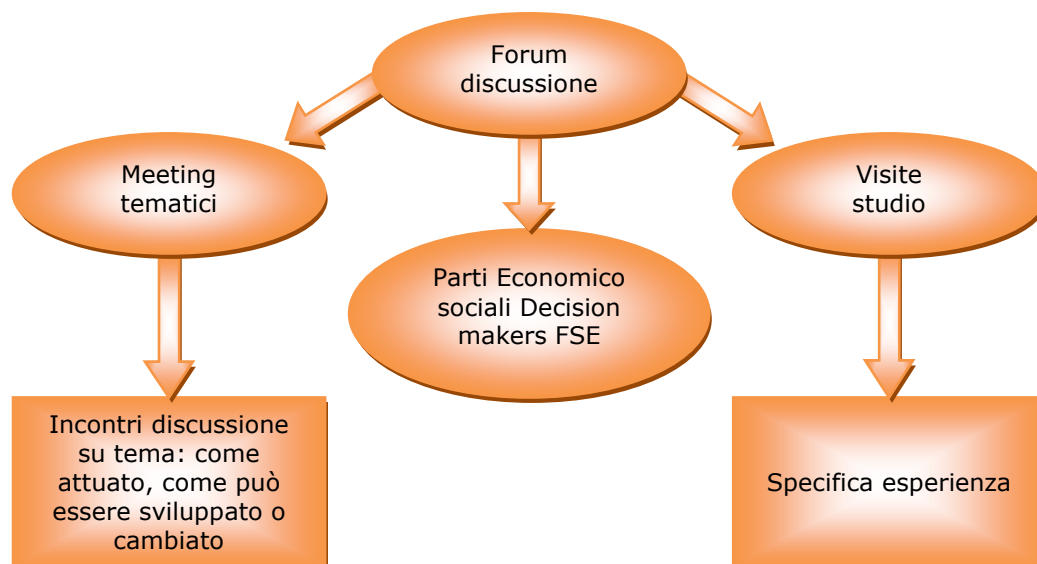 Forum
discussione
Meeting
tematici
Visite
studio
Parti Economico
sociali Decision
makers FSE
Incontri discussione
su tema: come
attuato, come può
essere sviluppato o
cambiato
Specifica esperienza